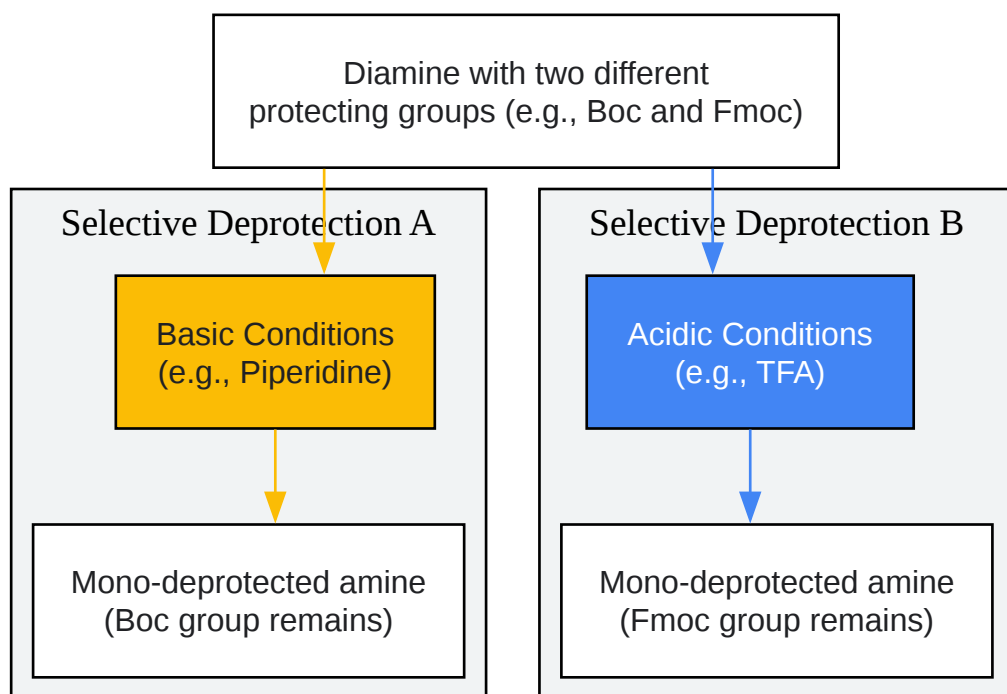 Diamine with two different
protecting groups (e.g., Boc and Fmoc)
Selective Deprotection A
Basic Conditions
(e.g., Piperidine)
Mono-deprotected amine
(Boc group remains)
Selective Deprotection B
Acidic Conditions
(e.g., TFA)
Mono-deprotected amine
(Fmoc group remains)